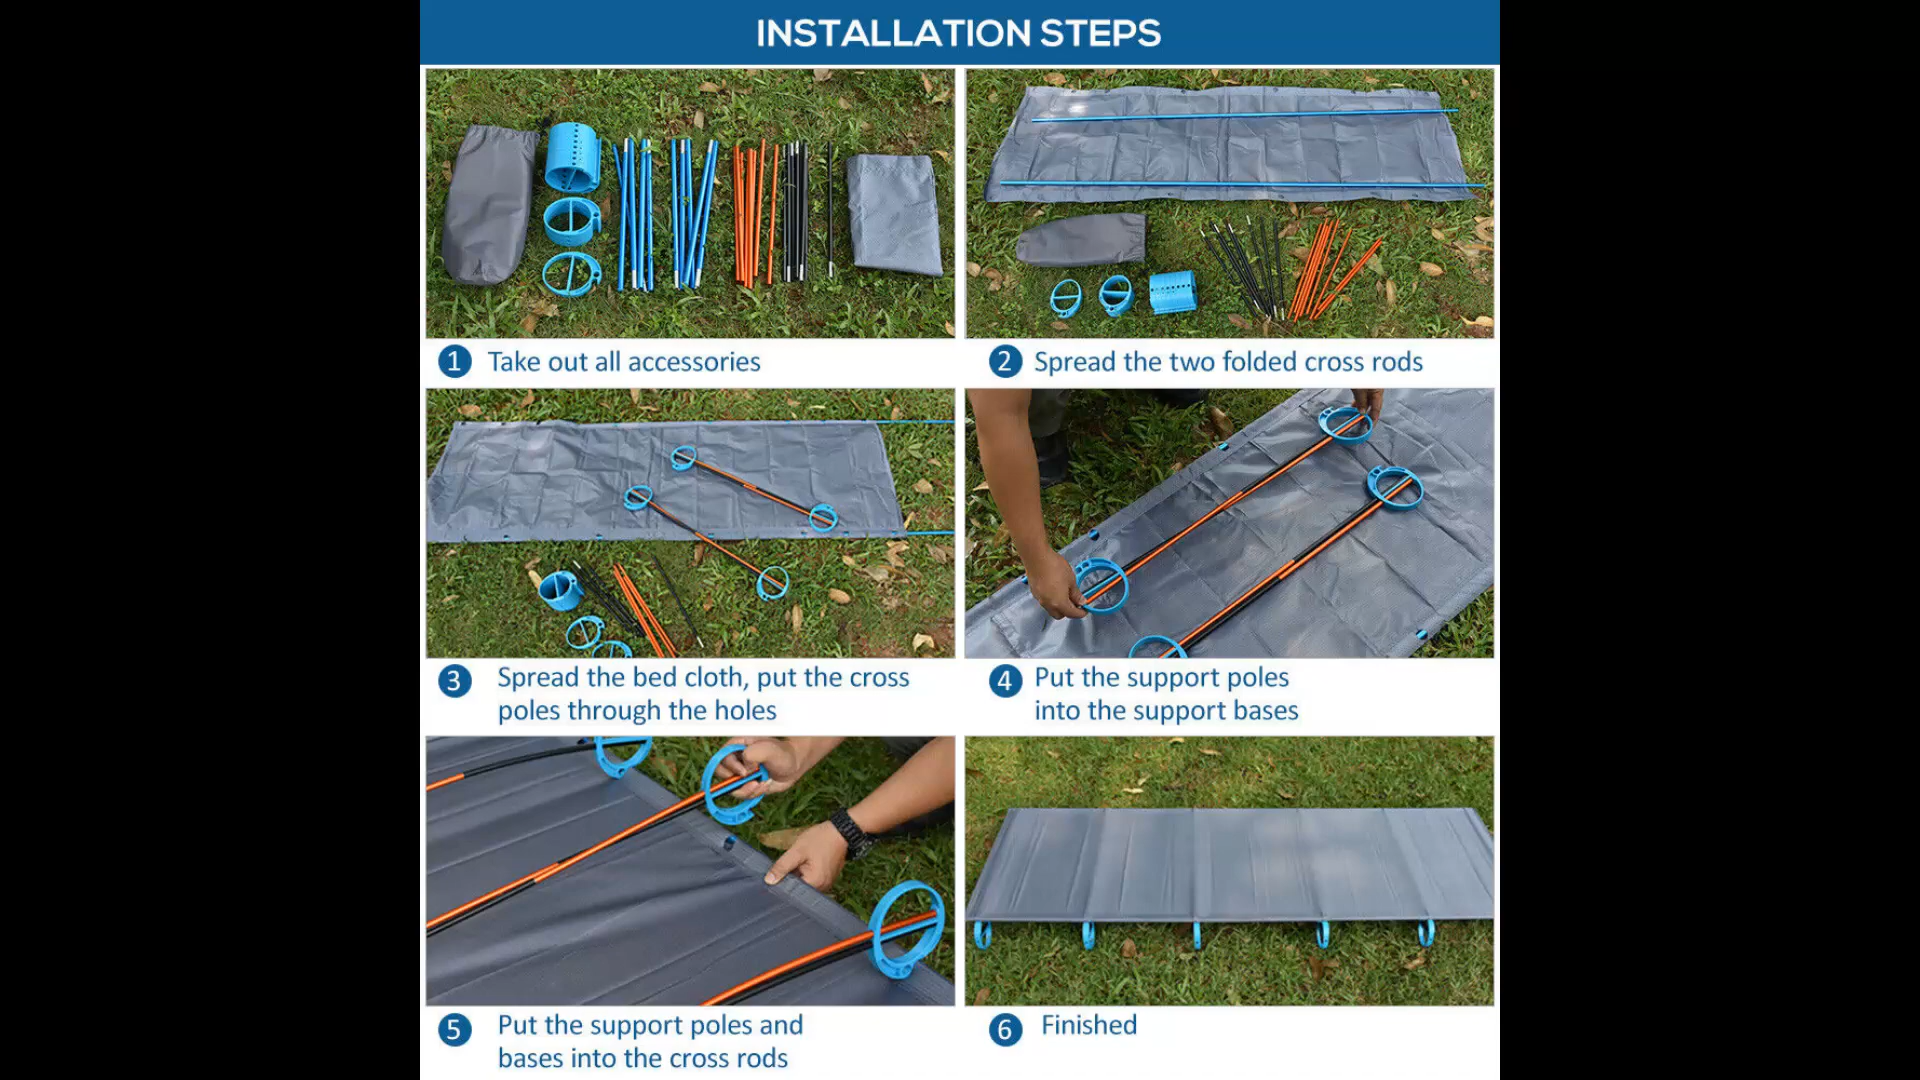 INSTALLATION STEPS
1 Take out all accessories
2 Spread the two folded cross rods
3 Spread the bed cloth, put the cross
poles through the holes
4 Put the support poles
into the support bases
5 Put the support poles and
bases into the cross rods
6 Finished